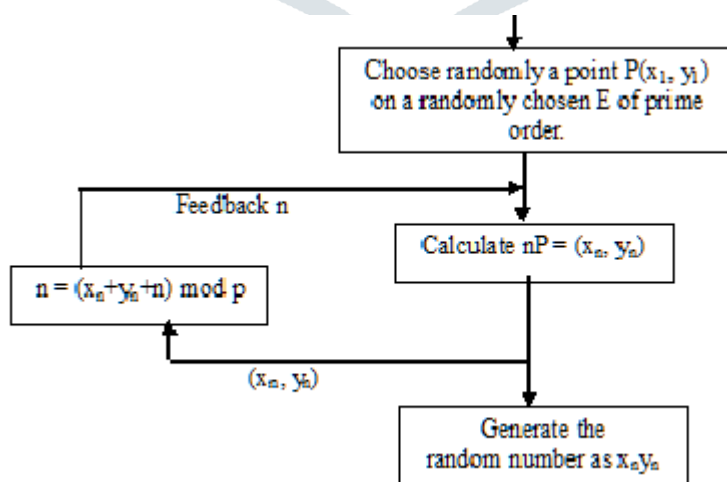 Choose randomly a point P(x₁, y₁)
on a randomly chosen E of prime
order.
Feedback n
Calculate nP = (xₙ, yₙ)
n = (xₙ+yₙ+n) mod p
(xₙ, yₙ)
Generate the
random number as xₙyₙ